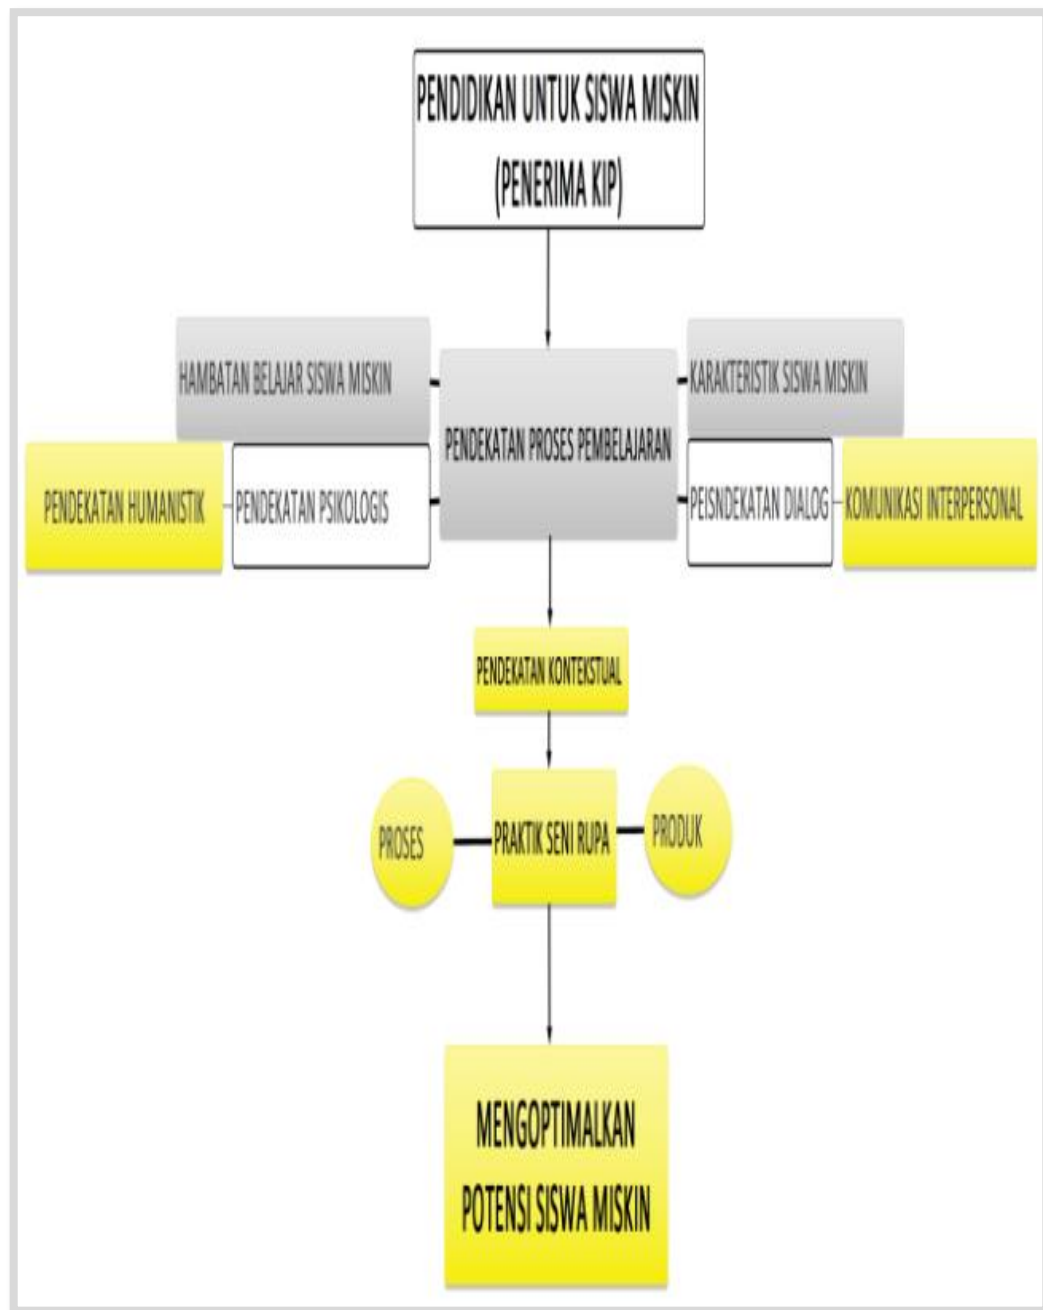 PENDIDIKAN UNTUK SISWA MISKIN
(PENERIMA KIP)
HAMBATAN BELAJAR SISWA MISKIN
KARAKTERISTIK SISWA MISKIN
PENDEKATAN PROSES PEMBELAJARAN
PENDEKATAN HUMANISTIK
PENDEKATAN PSIKOLOGIS
PEISNDEKATAN DIALOG
KOMUNIKASI INTERPERSONAL
PENDEKATAN KONTEKSTUAL
PROSES
PRAKTIK SENI RUPA
PRODUK
MENGOPTIMALKAN
POTENSI SISWA MISKIN